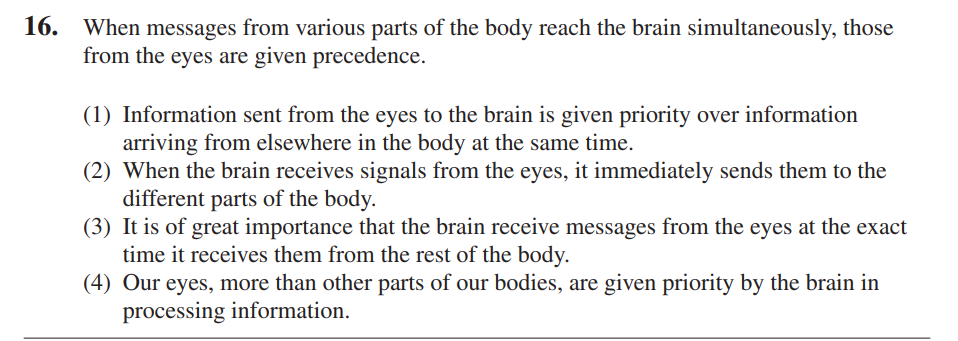 16. When messages from various parts of the body reach the brain simultaneously, those
from the eyes are given precedence.
(1) Information sent from the eyes to the brain is given priority over information
arriving from elsewhere in the body at the same time.
(2) When the brain receives signals from the eyes, it immediately sends them to the
different parts of the body.
(3) It is of great importance that the brain receive messages from the eyes at the exact
time it receives them from the rest of the body.
(4) Our eyes, more than other parts of our bodies, are given priority by the brain in
processing information.